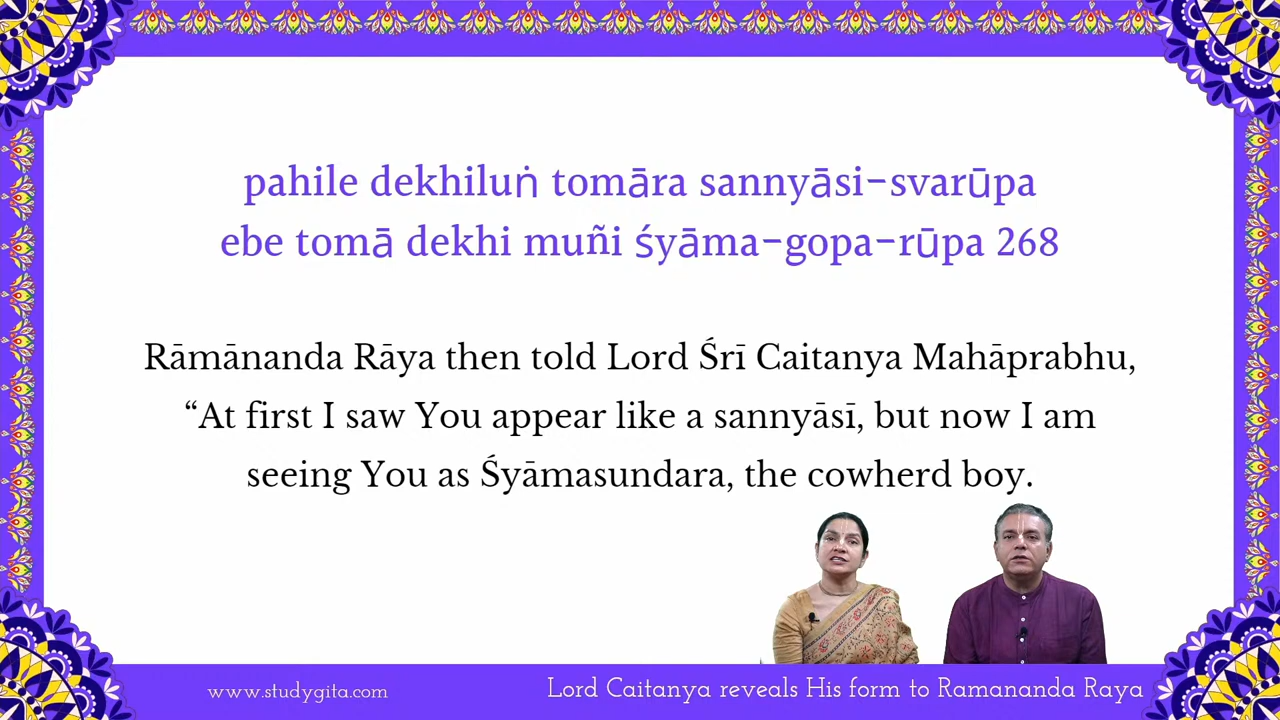 pahile dekhiluṅ tomāra sannyāsi-svarūpa
ebe tomā dekhi muñi śyāma-gopa-rūpa 268
Rāmānanda Rāya then told Lord Śrī Caitanya Mahāprabhu,
“At first I saw You appear like a sannyāsī, but now I am
seeing You as Śyāmasundara, the cowherd boy.
www.studygita.com
Lord Caitanya reveals His form to Ramananda Raya